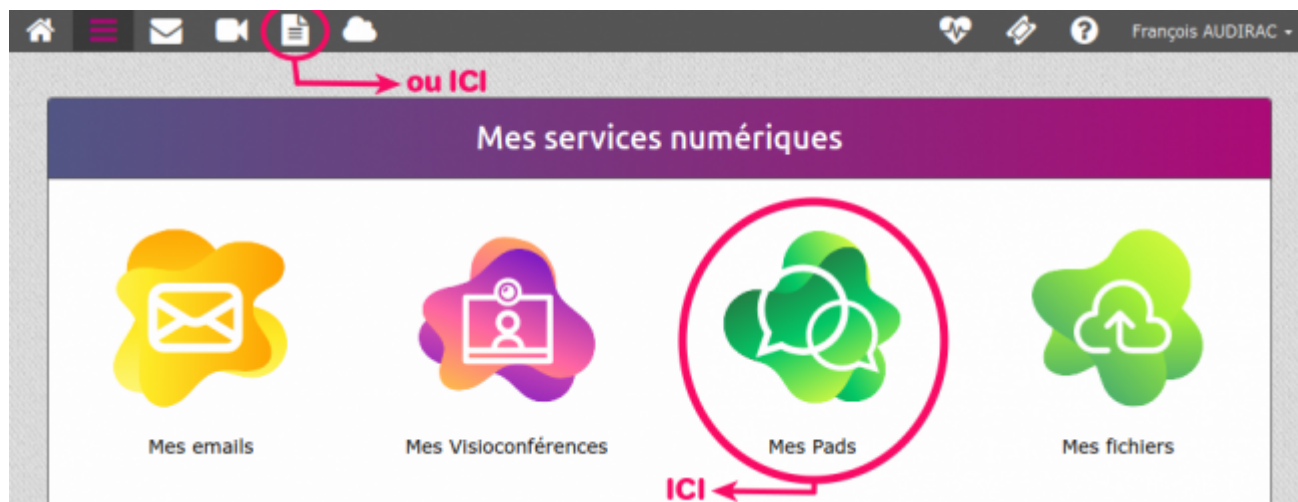 François AUDIRAC
ou ICI
Mes services numériques
Mes emails
Mes Visioconférences
Mes Pads
Mes fichiers
ICI